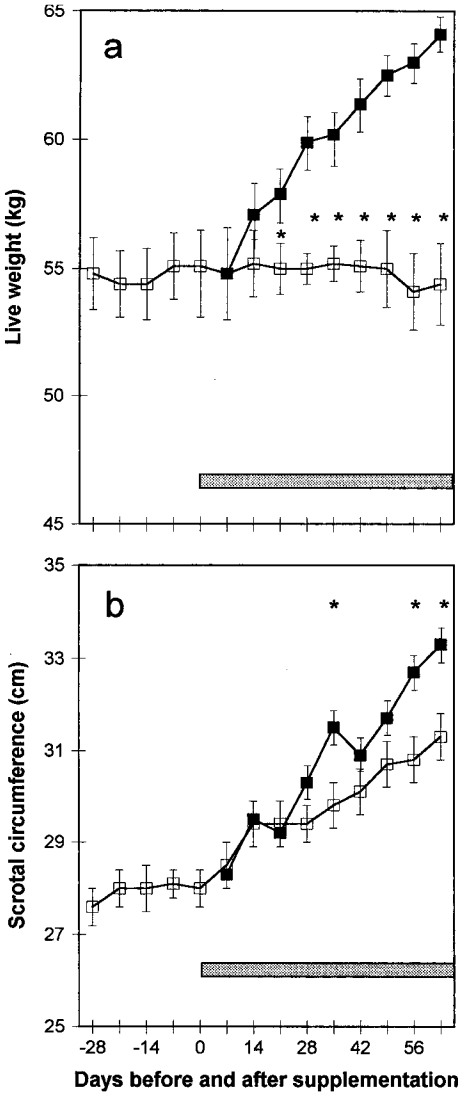 65
60
55
50
45
Live weight (kg)
a
*
* * * * * *
35
33
31
29
27
25
Scrotal circumference (cm)
b
* * *
-28 -14 0 14 28 42 56
Days before and after supplementation